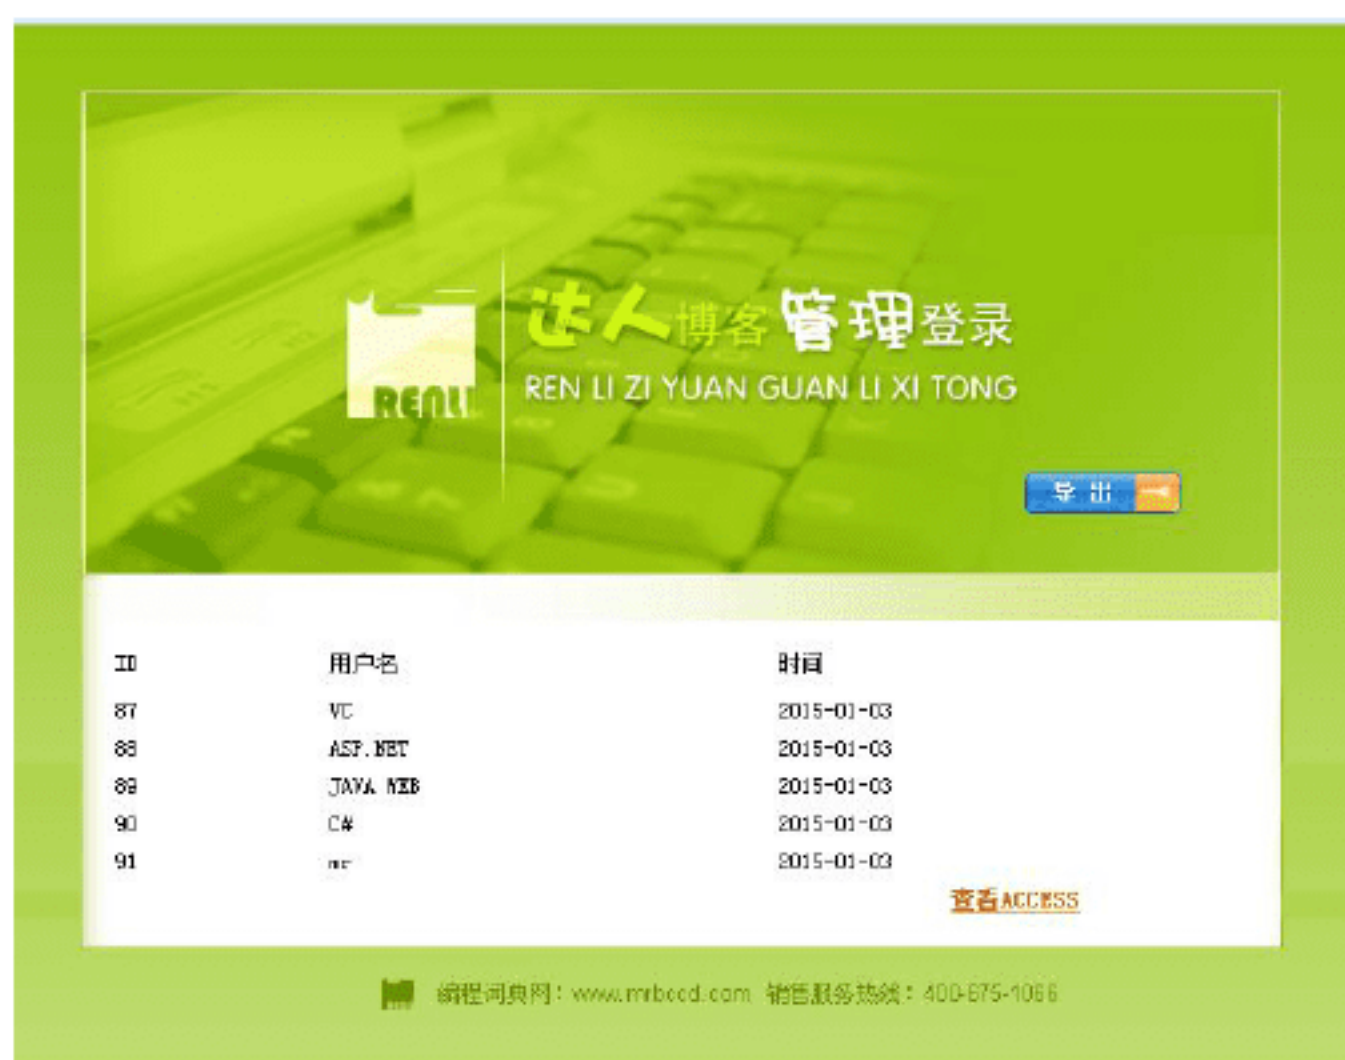 达人博客管理登录
RENLI
REN LI ZI YUAN GUAN LI XI TONG
导出
ID 用户名 时间
87 VC 2015-01-03
88 ASP.NET 2015-01-03
89 JAVA WEB 2015-01-03
90 C# 2015-01-03
91 mr 2015-01-03
查看ACCESS
编程词典网：www.mrbccd.com 销售服务热线：400-675-1066